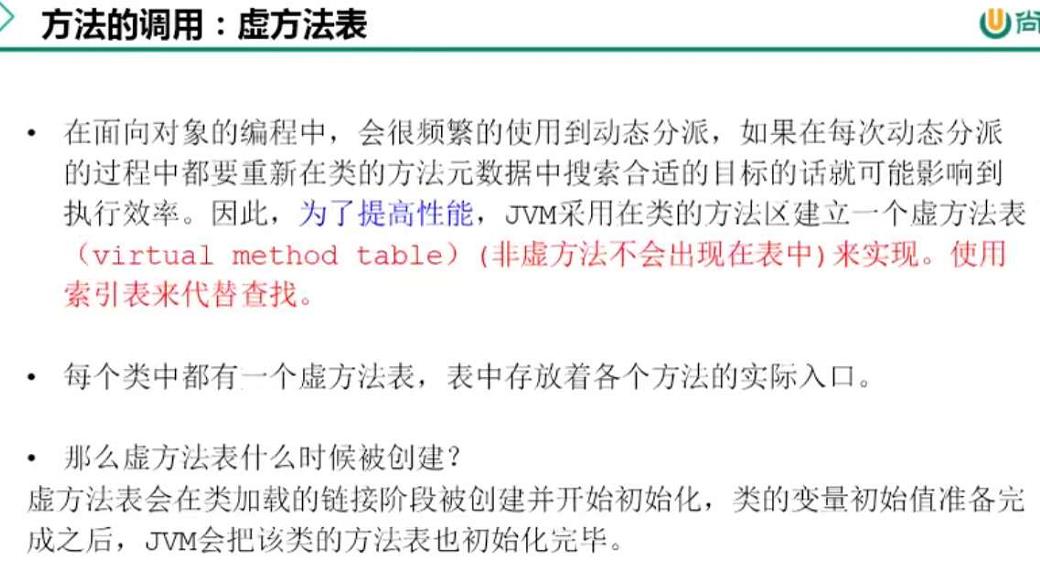 方法的调用：虚方法表
尚
• 在面向对象的编程中，会很频繁的使用到动态分派，如果在每次动态分派
的过程中都要重新在类的方法元数据中搜索合适的目标的话就可能影响到
执行效率。因此，为了提高性能，JVM采用在类的方法区建立一个虚方法表
（virtual method table）(非虚方法不会出现在表中)来实现。使用
索引表来代替查找。
• 每个类中都有一个虚方法表，表中存放着各个方法的实际入口。
• 那么虚方法表什么时候被创建？
虚方法表会在类加载的链接阶段被创建并开始初始化，类的变量初始值准备完
成之后，JVM会把该类的方法表也初始化完毕。